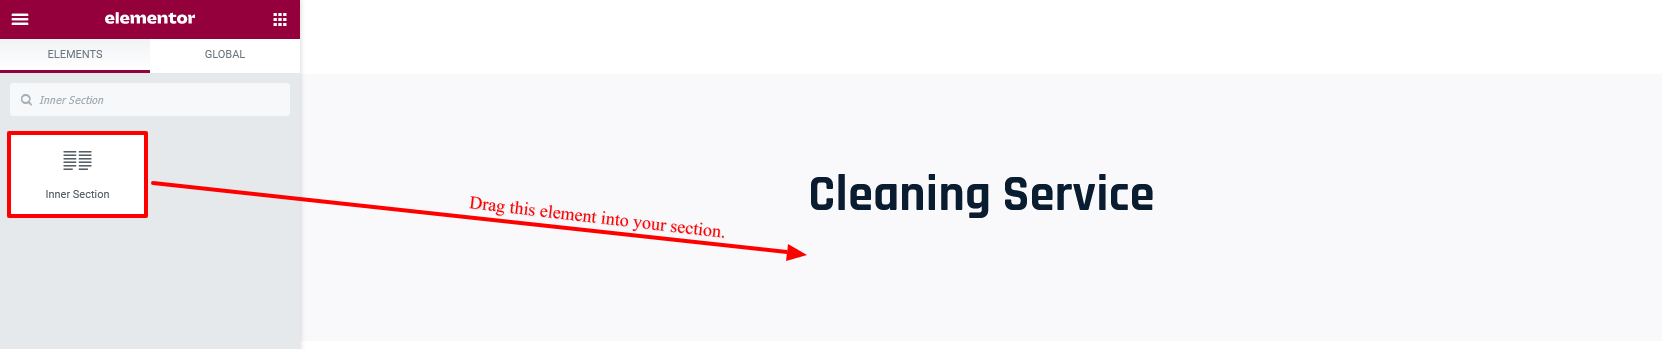 elementor
ELEMENTS
GLOBAL
Inner Section
Inner Section
Drag this element into your section.
Cleaning Service